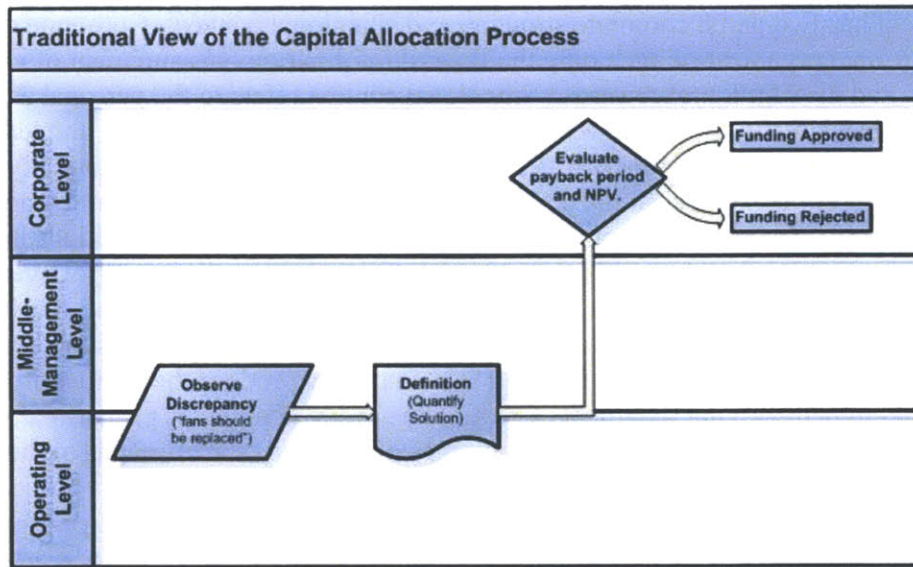 Traditional View of the Capital Allocation Process
Corporate
Level
Evaluate
payback period
and NPV.
Funding Approved
Funding Rejected
Middle-
Management
Level
Observe
Discrepancy
("fans should
be replaced")
Definition
(Quantify
Solution)
Operating
Level